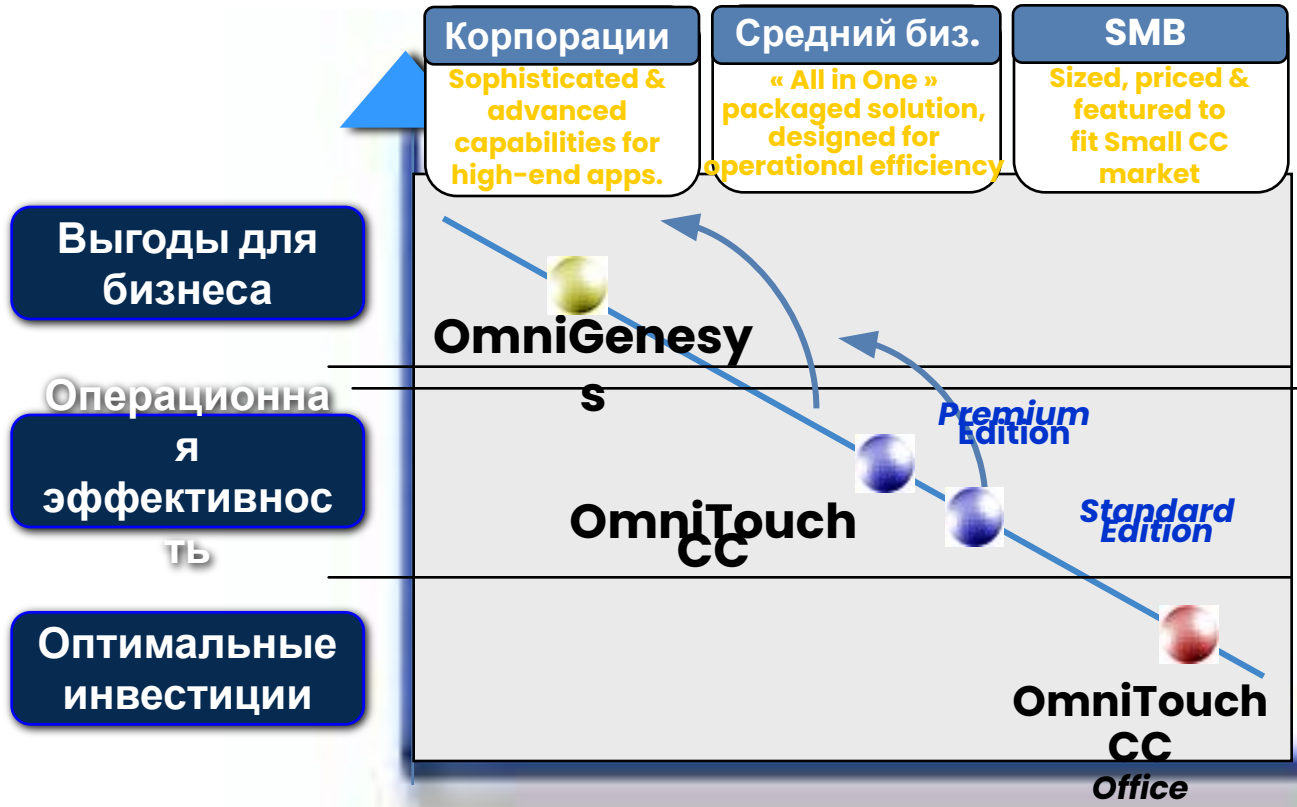 Корпорации
Sophisticated &
advanced
capabilities for
high-end apps.
Средний биз.
« All in One »
packaged solution,
designed for
operational efficiency
SMB
Sized, priced &
featured to
fit Small CC
market
Выгоды для
бизнеса
OmniGenesy
s
Операционна
я
эффективнос
ть
Premium
Edition
OmniTouch
CC
Standard
Edition
Оптимальные
инвестиции
OmniTouch
CC
Office